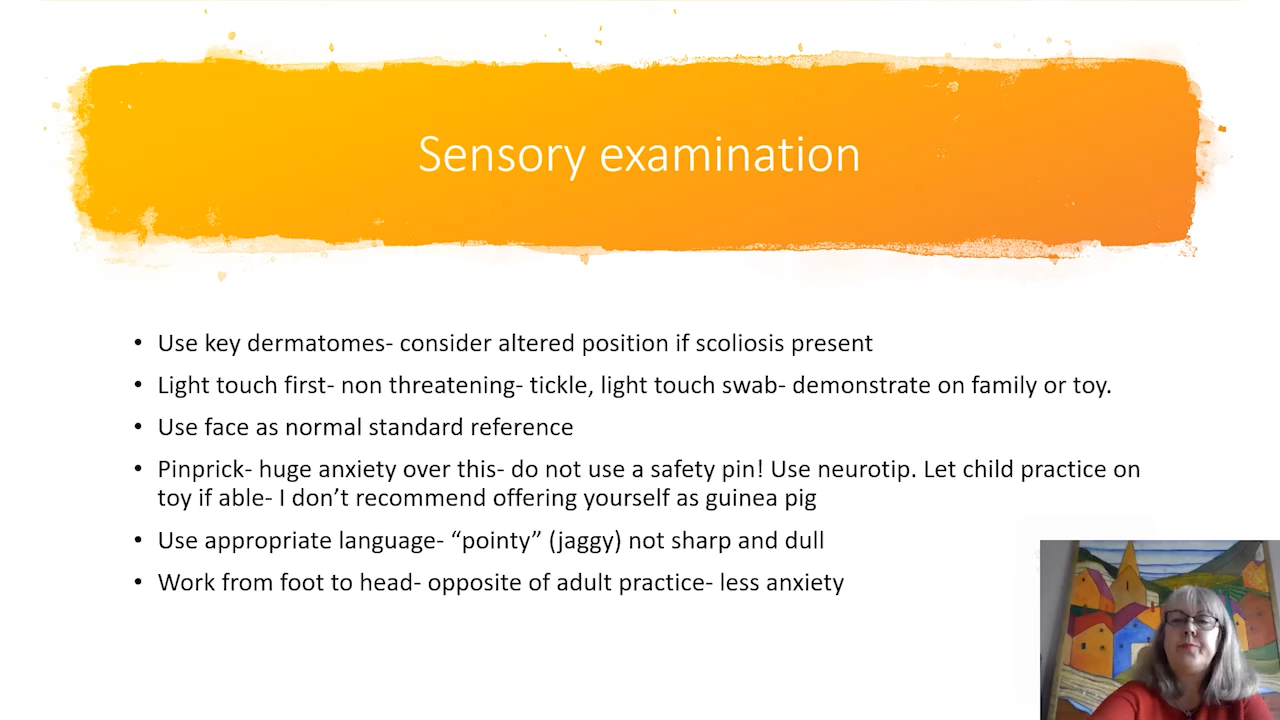 Sensory examination
• Use key dermatomes- consider altered position if scoliosis present
• Light touch first- non threatening- tickle, light touch swab- demonstrate on family or toy.
• Use face as normal standard reference
• Pinprick- huge anxiety over this- do not use a safety pin! Use neurotip. Let child practice on
toy if able- I don’t recommend offering yourself as guinea pig
• Use appropriate language- “pointy” (jaggy) not sharp and dull
• Work from foot to head- opposite of adult practice- less anxiety